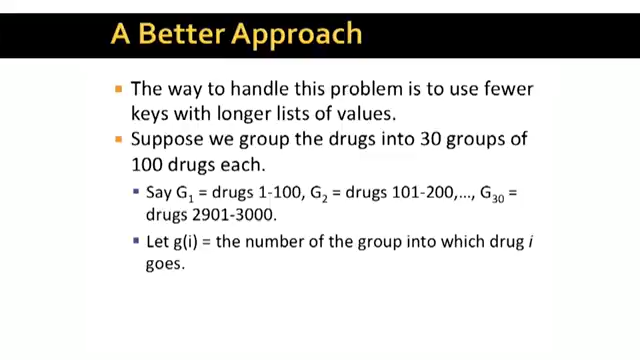 A Better Approach
The way to handle this problem is to use fewer
keys with longer lists of values.
Suppose we group the drugs into 30 groups of
100 drugs each.
Say G1 = drugs 1-100, G2 = drugs 101-200,..., G30 =
drugs 2901-3000.
Let g(i) = the number of the group into which drug i
goes.